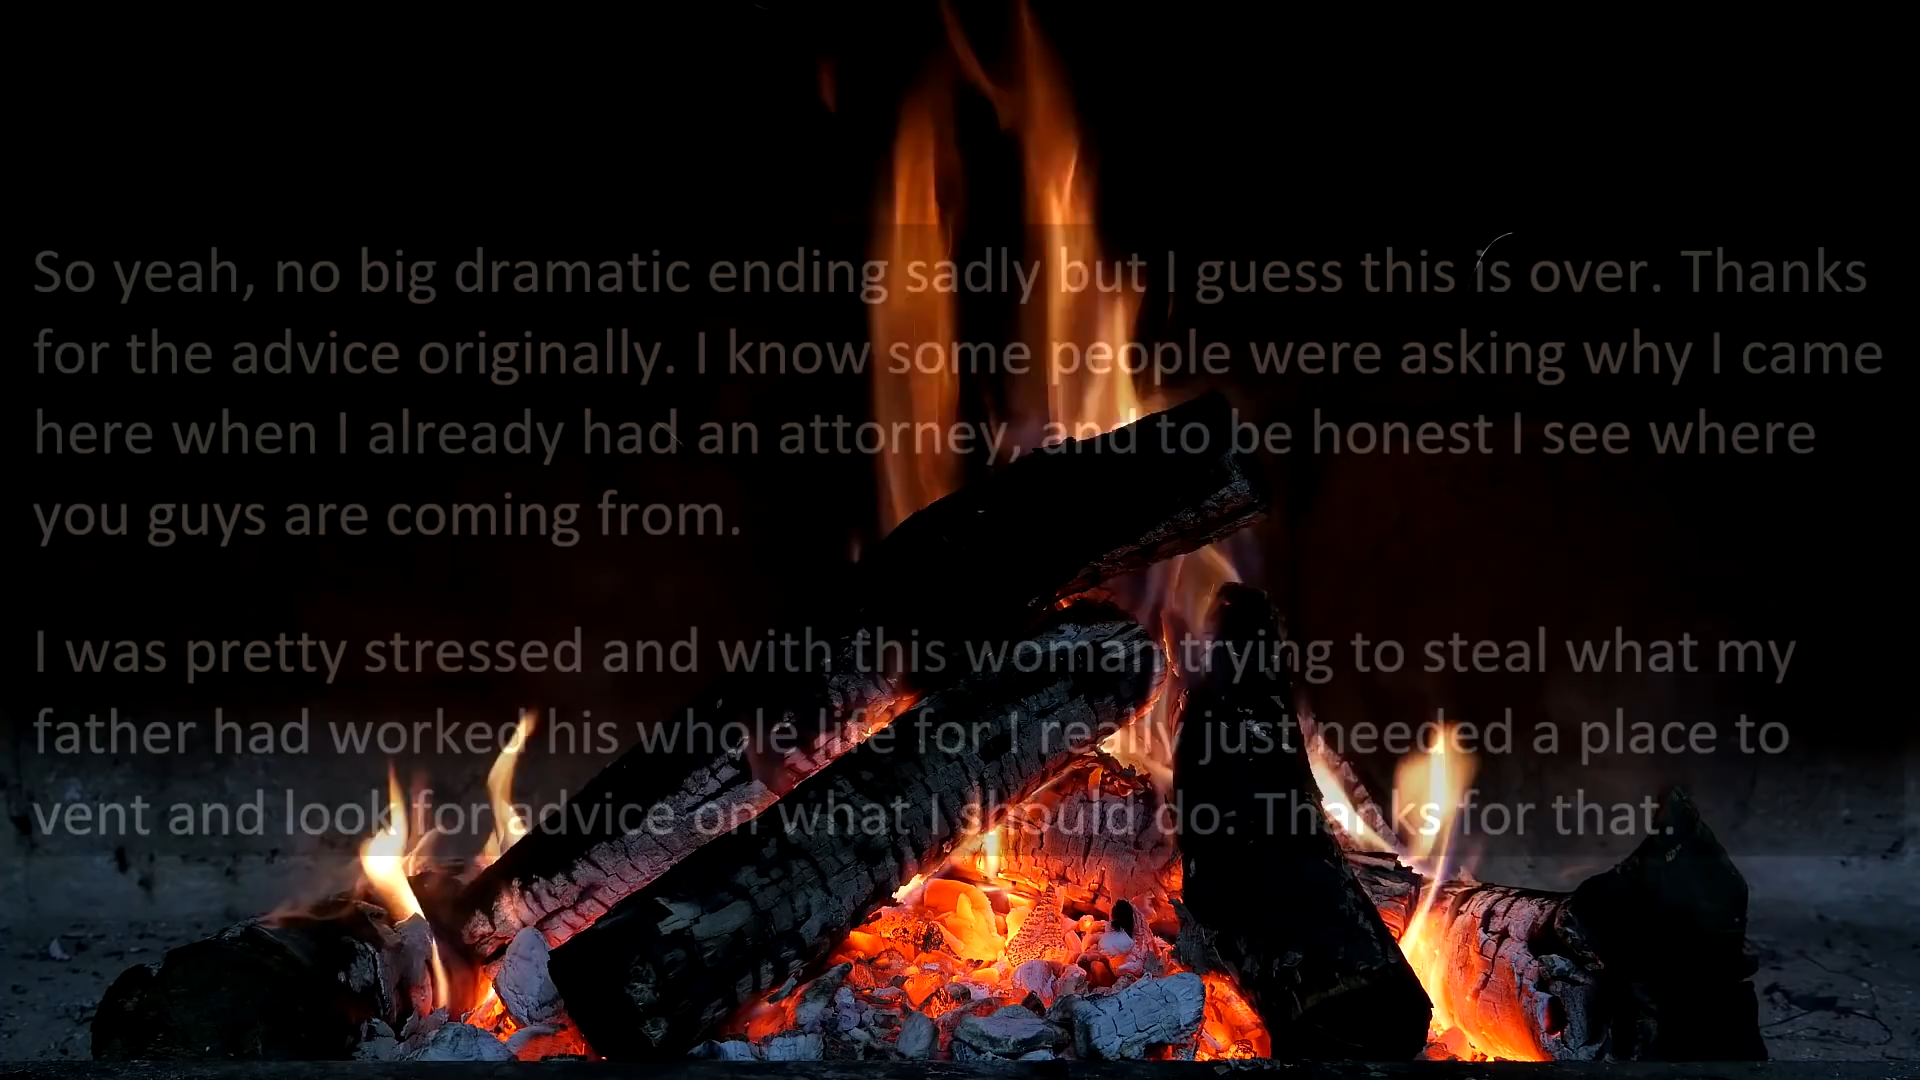 So yeah, no big dramatic ending sadly but I guess this is over. Thanks
for the advice originally. I know some people were asking why I came
here when I already had an attorney, and to be honest I see where
you guys are coming from.
I was pretty stressed and with this woman trying to steal what my
father had worked his whole life for I really just needed a place to
vent and look for advice on what I should do. Thanks for that.